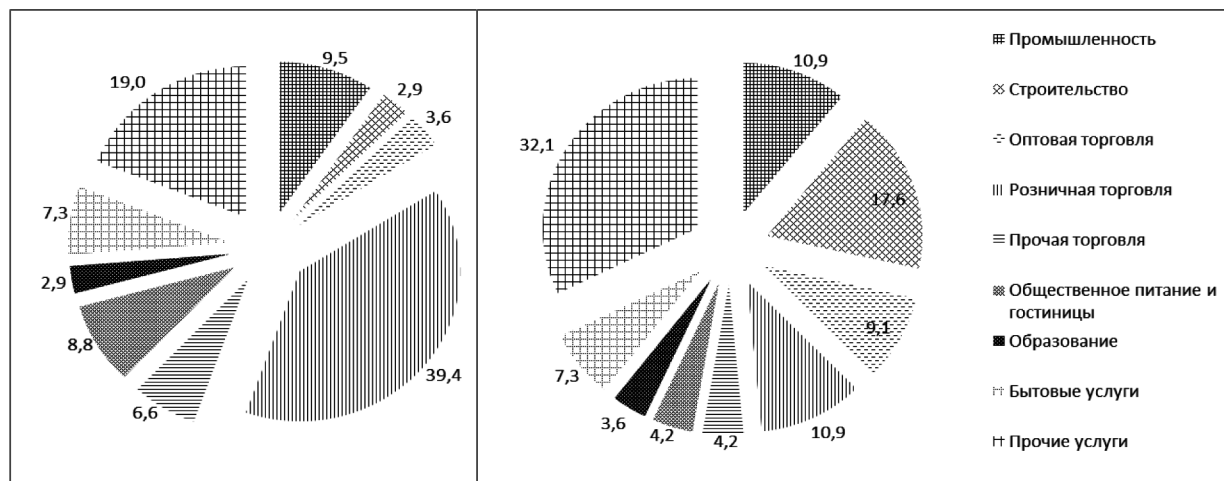 9,5
2,9
3,6
39,4
6,6
8,8
2,9
7,3
19,0
10,9
17,6
9,1
10,9
4,2
4,2
3,6
7,3
32,1
Промышленность
Строительство
Оптовая торговля
Розничная торговля
Прочая торговля
Общественное питание и
гостиницы
Образование
Бытовые услуги
Прочие услуги